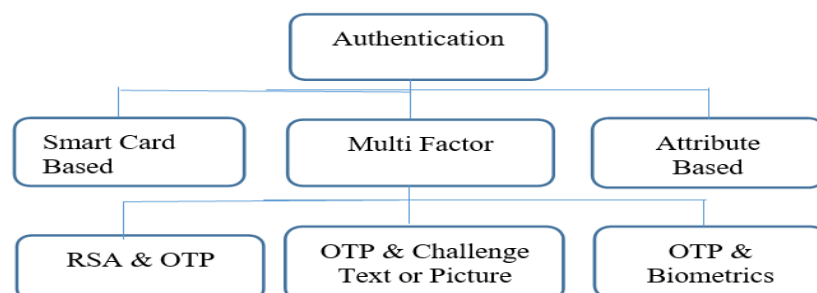 Authentication
Smart Card
Based
Multi Factor
Attribute
Based
RSA & OTP
OTP & Challenge
Text or Picture
OTP &
Biometrics